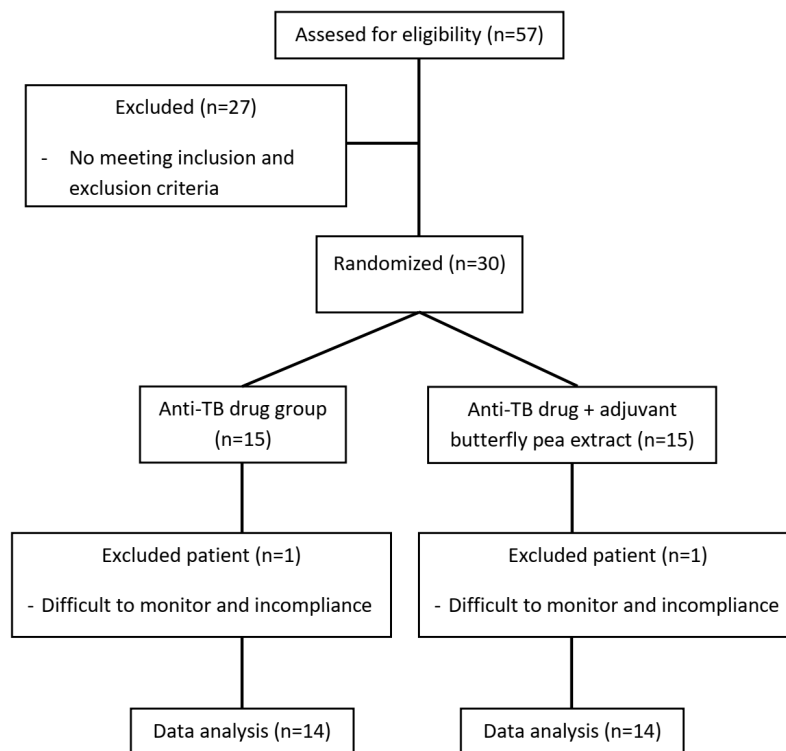 Assesed for eligibility (n=57)
Excluded (n=27)
- No meeting inclusion and
exclusion criteria
Randomized (n=30)
Anti-TB drug group
(n=15)
Anti-TB drug + adjuvant
butterfly pea extract (n=15)
Excluded patient (n=1)
- Difficult to monitor and incompliance
Excluded patient (n=1)
- Difficult to monitor and incompliance
Data analysis (n=14)
Data analysis (n=14)